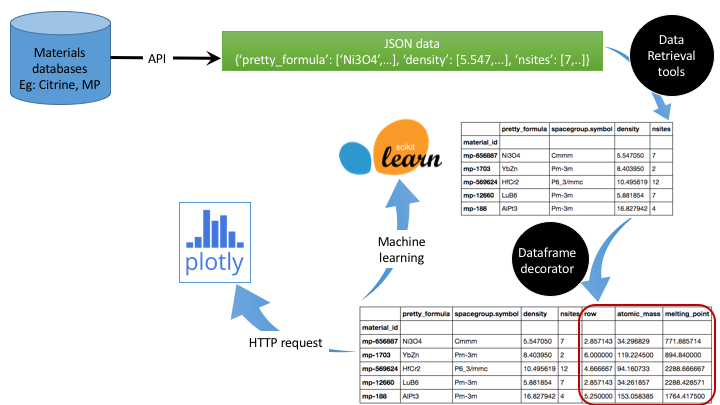 Materials
databases
Eg: Citrine, MP
API
JSON data
{‘pretty_formula’: [‘Ni3O4’,...], ‘density’: [5.547,...], ‘nsites’: [7,..]}
Data
Retrieval
tools
pretty_formula spacegroup.symbol density nsites
material_id
mp-656887 Ni3O4 Cmmm 5.547050 7
mp-1703 YbZn Pm-3m 8.403950 2
mp-569624 HfCr2 P6_3/mmc 10.495619 12
mp-12660 LuB6 Pm-3m 5.881854 7
mp-188 AlPt3 Pm-3m 16.827942 4
scikit
learn
plotly
Machine
learning
Dataframe
decorator
HTTP request
pretty_formula spacegroup.symbol density nsites row atomic_mass melting_point
material_id
mp-656887 Ni3O4 Cmmm 5.547050 7 2.857143 34.296829 771.885714
mp-1703 YbZn Pm-3m 8.403950 2 6.000000 119.224500 894.840000
mp-569624 HfCr2 P6_3/mmc 10.495619 12 4.666667 94.160733 2288.666667
mp-12660 LuB6 Pm-3m 5.881854 7 2.857143 34.261857 2288.428571
mp-188 AlPt3 Pm-3m 16.827942 4 5.250000 153.058385 1764.417500